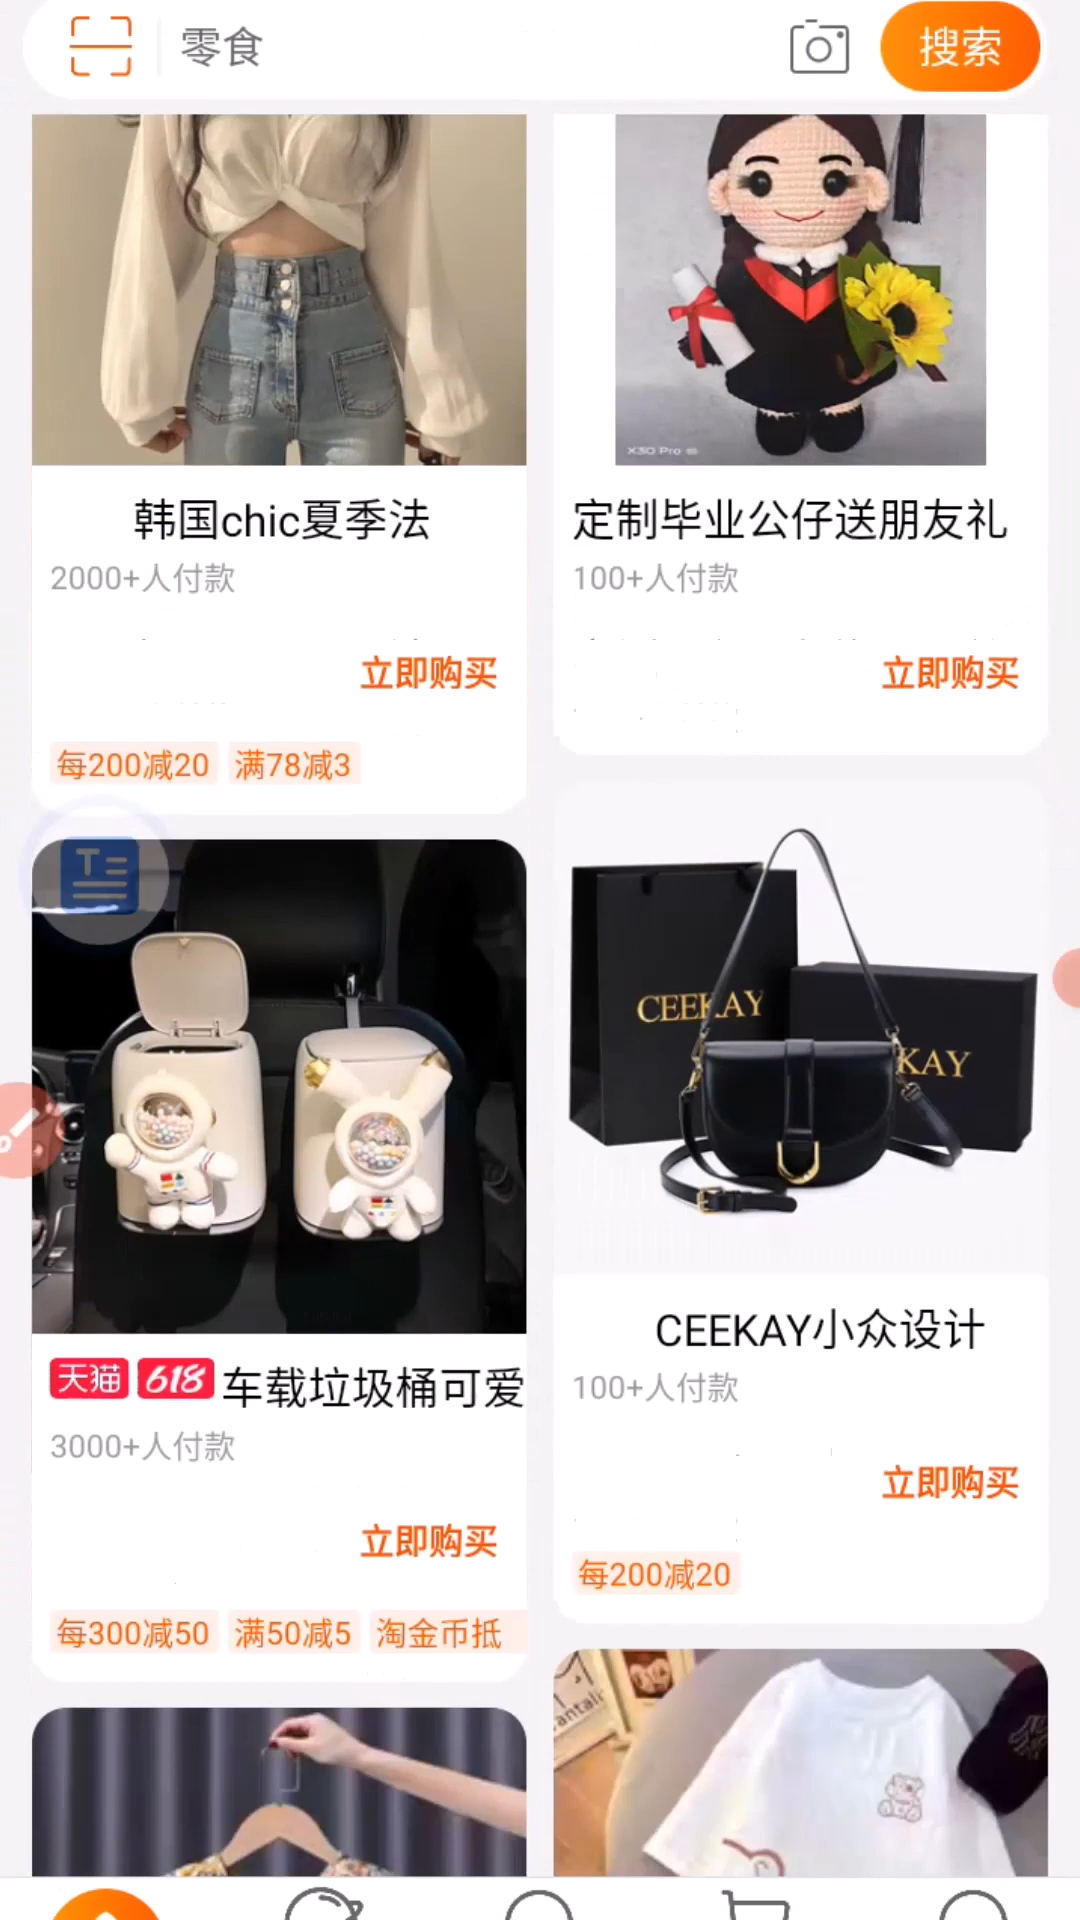 零食
搜索
X30 Pro
韩国chic夏季法
2000+人付款
立即购买
每200减20 满78减3
定制毕业公仔送朋友礼
100+人付款
立即购买
CEEKAY
KAY
天猫 618 车载垃圾桶可爱
3000+人付款
立即购买
每300减50 满50减5 淘金币抵
CEEKAY小众设计
100+人付款
立即购买
每200减20